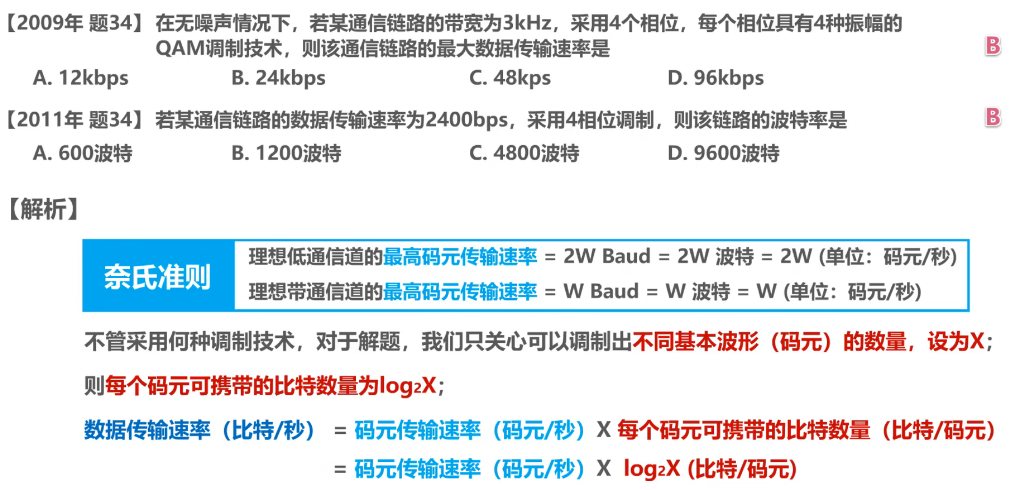 【2009年 题34】 在无噪声情况下，若某通信链路的带宽为3kHz，采用4个相位，每个相位具有4种振幅的
QAM调制技术，则该通信链路的最大数据传输速率是 B
A. 12kbps B. 24kbps C. 48kps D. 96kbps
【2011年 题34】 若某通信链路的数据传输速率为2400bps，采用4相位调制，则该链路的波特率是 B
A. 600波特 B. 1200波特 C. 4800波特 D. 9600波特
【解析】
奈氏准则
理想低通信道的最高码元传输速率 = 2W Baud = 2W 波特 = 2W (单位：码元/秒)
理想带通信道的最高码元传输速率 = W Baud = W 波特 = W (单位：码元/秒)
不管采用何种调制技术，对于解题，我们只关心可以调制出不同基本波形（码元）的数量，设为X；
则每个码元可携带的比特数量为log₂X；
数据传输速率（比特/秒） = 码元传输速率（码元/秒）X 每个码元可携带的比特数量（比特/码元）
= 码元传输速率（码元/秒）X log₂X (比特/码元)